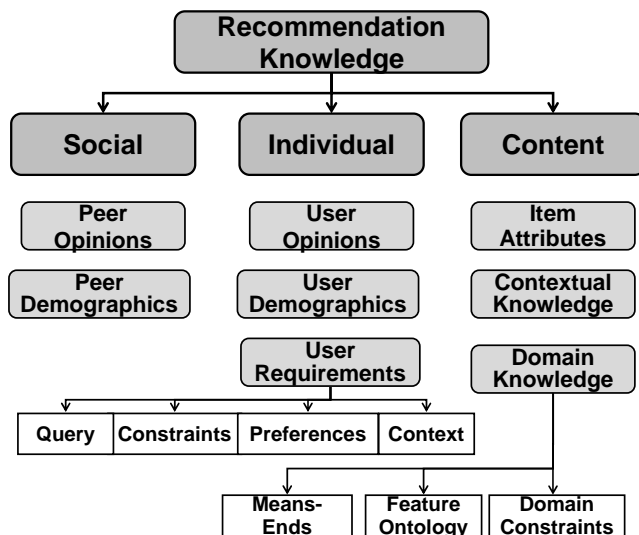 Recommendation
Knowledge
Social
Individual
Content
Peer
Opinions
User
Opinions
Item
Attributes
Peer
Demographics
User
Demographics
Contextual
Knowledge
User
Requirements
Domain
Knowledge
Query
Constraints
Preferences
Context
Means-
Ends
Feature
Ontology
Domain
Constraints